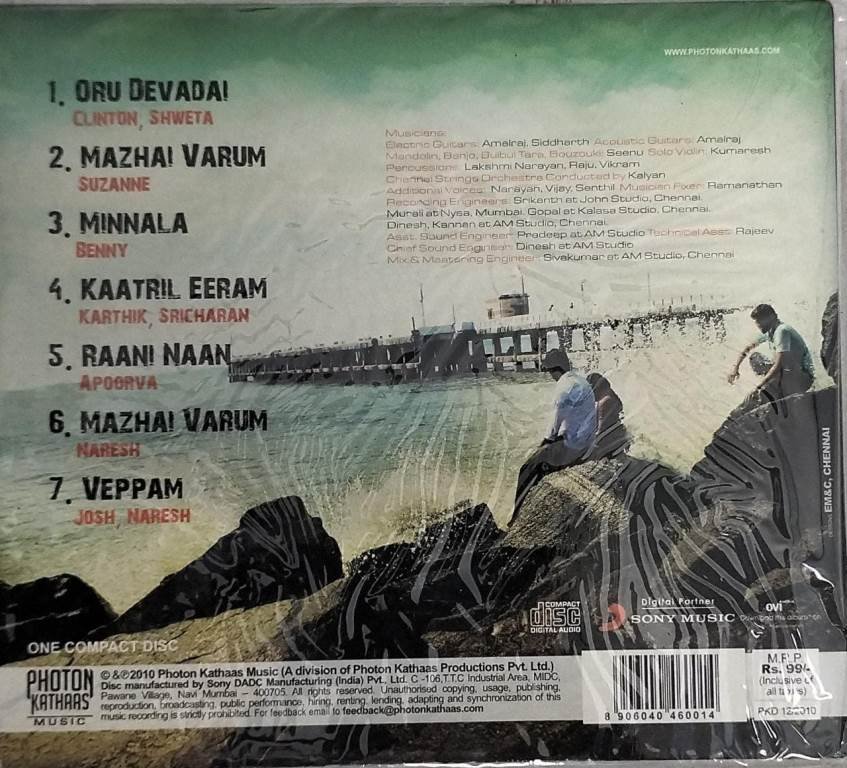 WWW.PHOTONKATHAAS.COM
1. ORU DEVADAI
CLINTON, SHWETA
2. MAZHAI VARUM
SUZANNE
3. MINNALA
BENNY
4. KAATRIL EERAM
KARTHIK, SRICHARAN
5. RAANI NAAN
APOORVA
6. MAZHAI VARUM
NARESH
7. VEPPAM
JOSH, NARESH
Musicians:
Electric Guitars: Amalraj, Siddharth Acoustic Guitars: Amalraj
Mandolin, Banjo, Bulbul Tara, Bouzouki: Seenu Solo Violin: Kumaresh
Percussions: Lakshmi Narayan, Raju, Vikram
Chennai Strings Orchestra Conducted by Kalyan
Additional Voices: Narayan, Vijay, Senthil Musician Fixer: Ramanathan
Recording Engineers: Srikanth at John Studio, Chennai.
Murali at Nysa, Mumbai. Gopal at Kalasa Studio, Chennai.
Dinesh, Kannan at AM Studio, Chennai.
Asst. Sound Engineer: Pradeep at AM Studio Technical Asst: Rajeev
Chief Sound Engineer: Dinesh at AM Studio
Mix & Mastering Engineer: Sivakumar at AM Studio, Chennai
EM&C, CHENNAI
ONE COMPACT DISC
COMPACT
disc
DIGITAL AUDIO
Digital Partner
SONY MUSIC
ovi
Download this album on
PHOTON
KATHAAS
MUSIC
© &℗2010 Photon Kathaas Music (A division of Photon Kathaas Productions Pvt. Ltd.)
Disc manufactured by Sony DADC Manufacturing (India) Pvt., Ltd. C -106,T.T.C Industrial Area, MIDC,
Pawane Village, Navi Mumbai – 400705. All rights reserved. Unauthorised copying, usage, publishing,
reproduction, broadcasting, public performance, hiring, renting, lending, adapting and synchronization of this
music recording is strictly prohibited. For feedback email to feedback@photonkathaas.com
8 906040 460014
M.R.P.
Rs. 99/-
(Inclusive of
all taxes)
PKD 12/2010